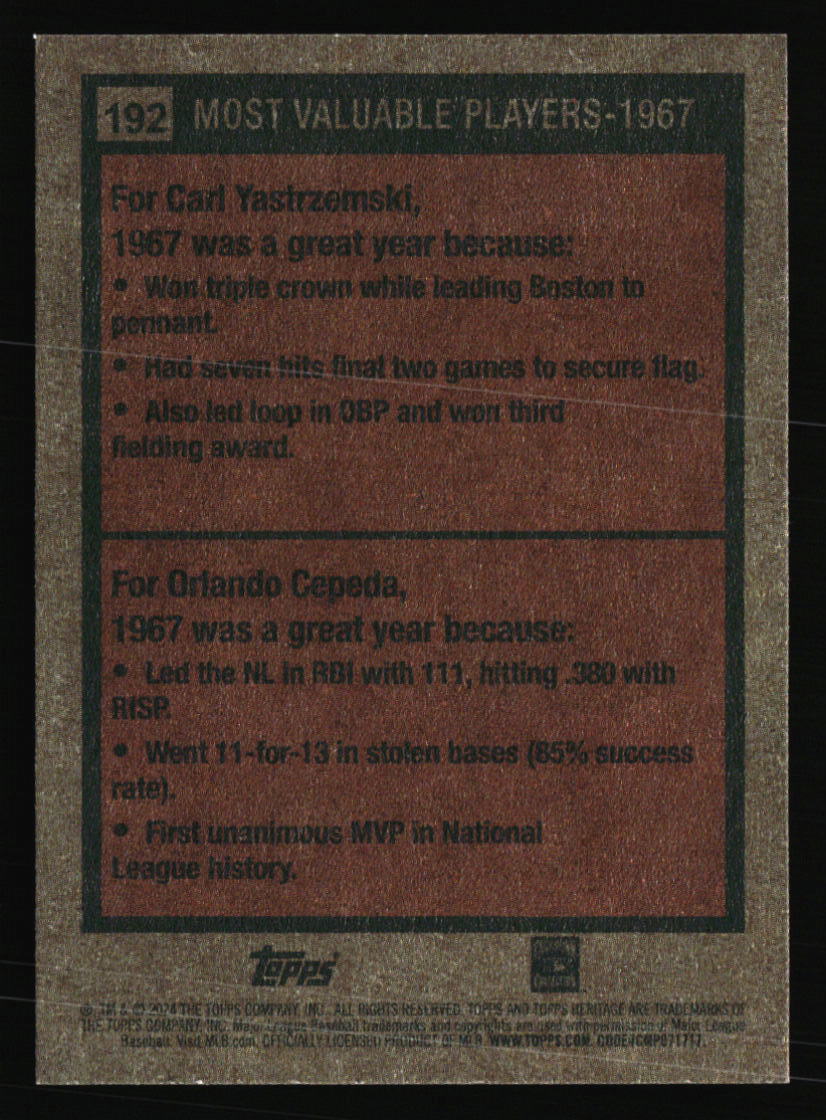 192 MOST VALUABLE PLAYERS-1967
For Carl Yastrzemski,
1967 was a great year because:
• Won triple crown while leading Boston to
pennant.
• Had seven hits final two games to secure flag.
• Also led loop in OBP and won third
fielding award.
For Orlando Cepeda,
1967 was a great year because:
• Led the NL in RBI with 111, hitting .380 with
RISP.
• Went 11-for-13 in stolen bases (85% success
rate).
• First unanimous MVP in National
League history.
topps
® TM & © 2024 THE TOPPS COMPANY, INC. ALL RIGHTS RESERVED. TOPPS AND TOPPS HERITAGE ARE TRADEMARKS OF
THE TOPPS COMPANY, INC. Major League Baseball trademarks and copyrights are used with permission of Major League
Baseball. Visit MLB.com. OFFICIALLY LICENSED PRODUCT OF MLB. WWW.TOPPS.COM. CODE#CMP071717.